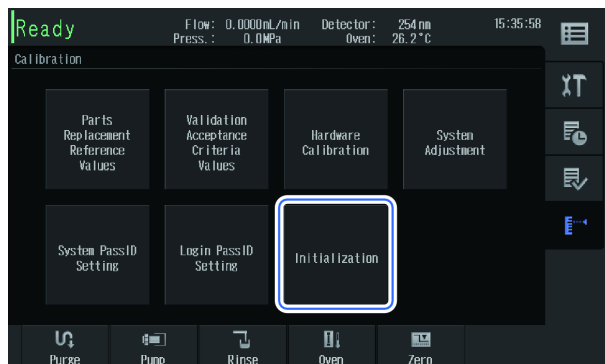 Ready
Flow: 0.0000mL/min Detector: 254 nm 15:35:58
Press.: 0.0MPa Oven: 26.2°C
Calibration
Parts
Replacement
Reference
Values
Validation
Acceptance
Criteria
Values
Hardware
Calibration
System
Adjustment
System PassID
Setting
Login PassID
Setting
Initialization
Purge Pump Rinse Oven Zero